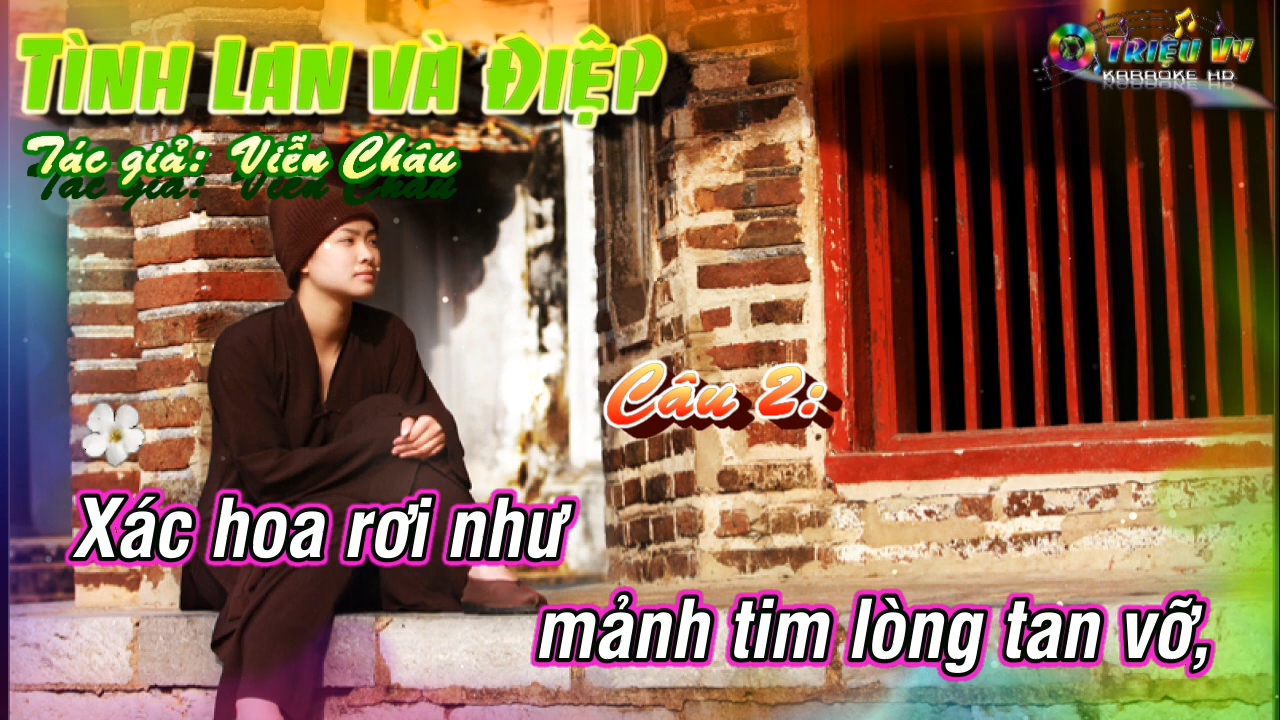 TÌNH LAN VÀ ĐIỆP
TRIỆU VY
KARAOKE HD
Tác giả: Viễn Châu
Câu 2:
Xác hoa rơi như
mảnh tim lòng tan vỡ,